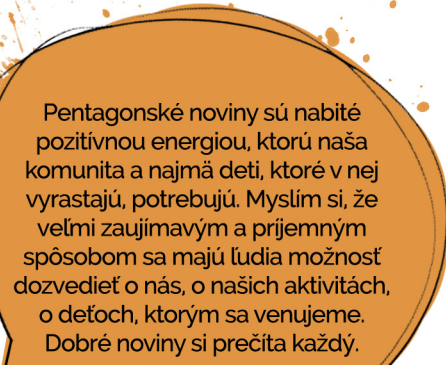 Pentagonské noviny sú nabité
pozitívnou energiou, ktorú naša
komunita a najmä deti, ktoré v nej
vyrastajú, potrebujú. Myslím si, že
veľmi zaujímavým a príjemným
spôsobom sa majú ľudia možnosť
dozvedieť o nás, o našich aktivitách,
o deťoch, ktorým sa venujeme.
Dobré noviny si prečíta každý.